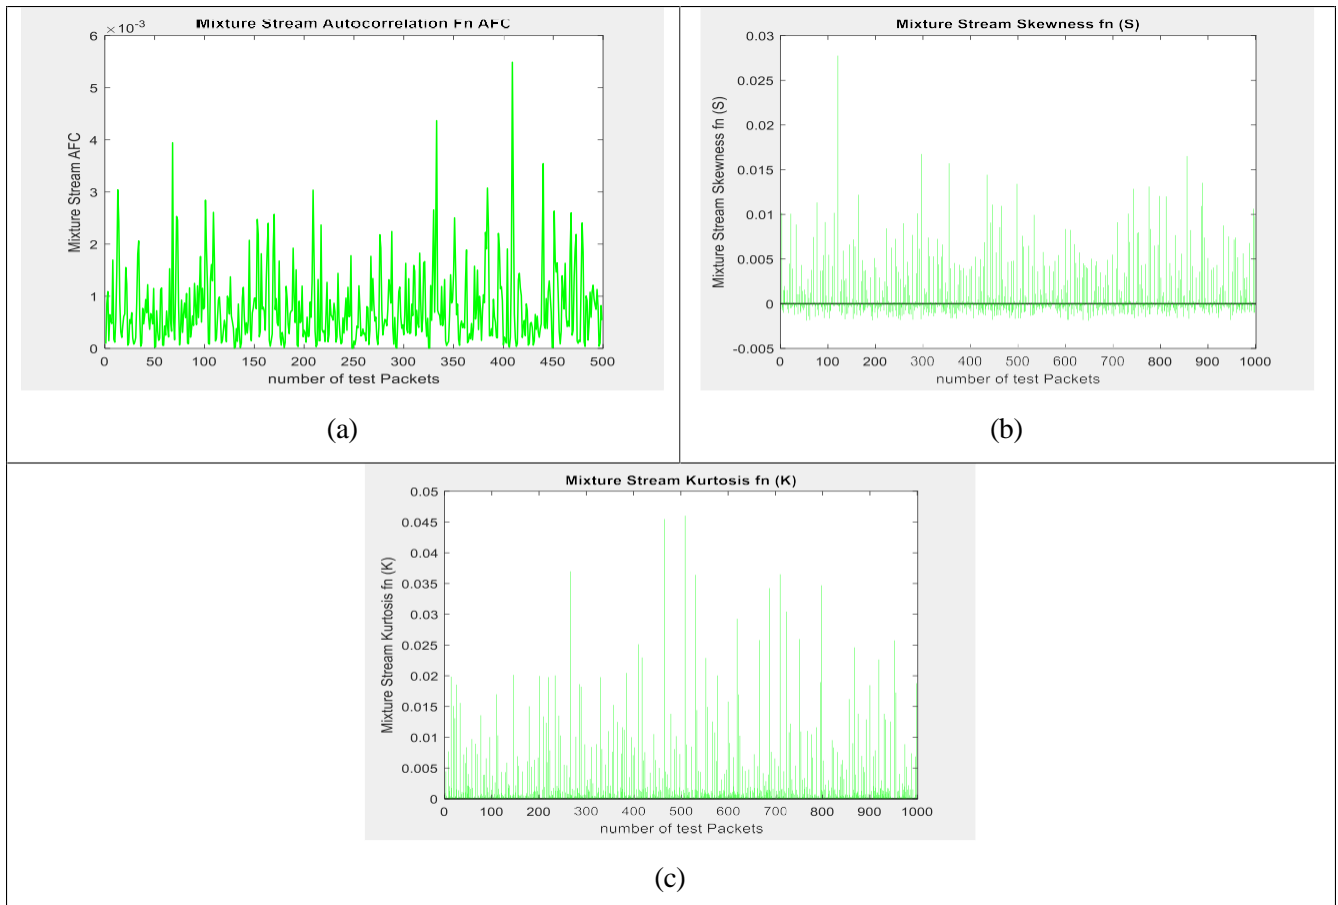 Mixture Stream Autocorrelation Fn AFC
×10-3
6
5
4
3
2
1
0
Mixture Stream AFC
0 50 100 150 200 250 300 350 400 450 500
number of test Packets
(a)
Mixture Stream Skewness fn (S)
0.03
0.025
0.02
0.015
0.01
0.005
0
-0.005
Mixture Stream Skewness fn (S)
0 100 200 300 400 500 600 700 800 900 1000
number of test Packets
(b)
Mixture Stream Kurtosis fn (K)
0.05
0.045
0.04
0.035
0.03
0.025
0.02
0.015
0.01
0.005
0
Mixture Stream Kurtosis fn (K)
0 100 200 300 400 500 600 700 800 900 1000
number of test Packets
(c)